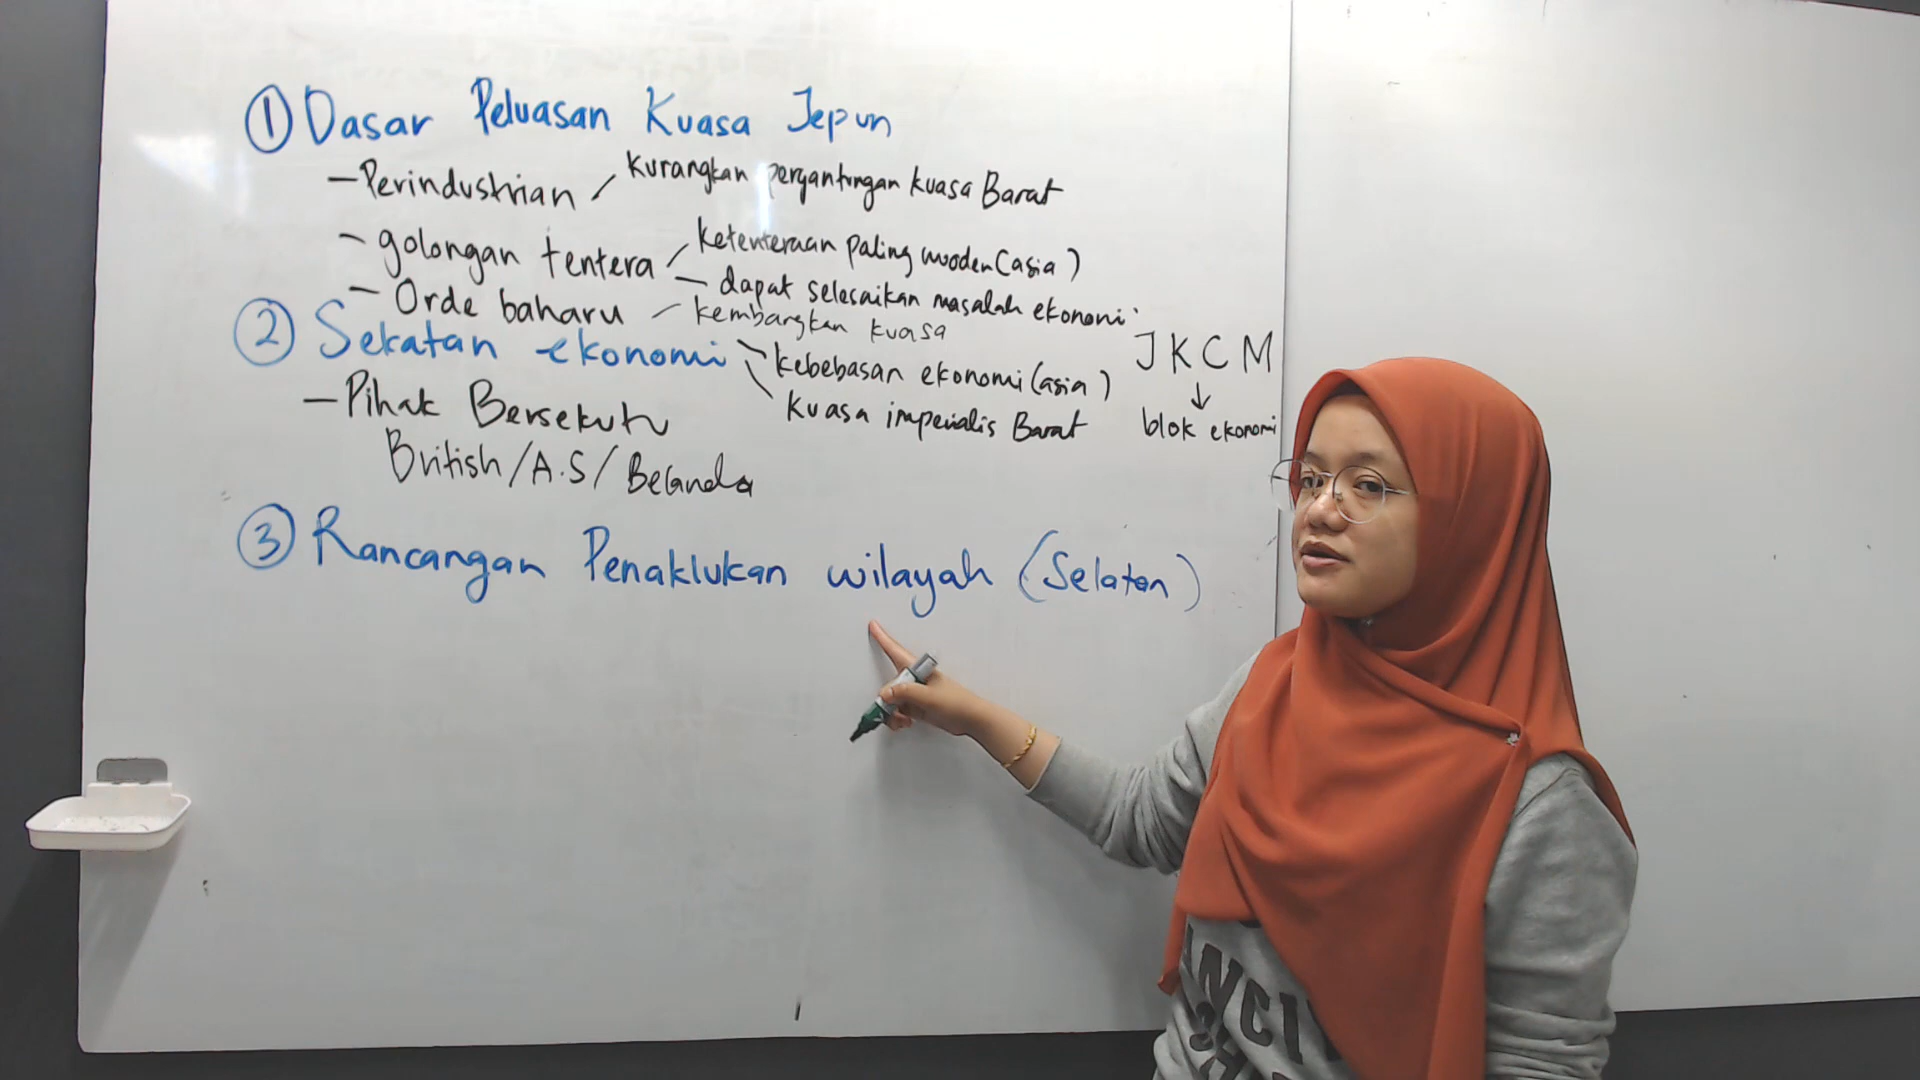 ① Dasar Peluasan Kuasa Jepun
- Perindustrian / kurangkan pergantungan kuasa Barat
- golongan tentera / ketenteraan paling moden (asia)
- dapat selesaikan masalah ekonomi.
- Orde baharu - kembangkan kuasa
kebebasan ekonomi (asia)
kuasa imperialis Barat
JKCM
↓
blok ekonomi
② Sekatan ekonomi
- Pihak Bersekutu
British/A.S/Belanda
③ Rancangan Penaklukan wilayah (Selatan)